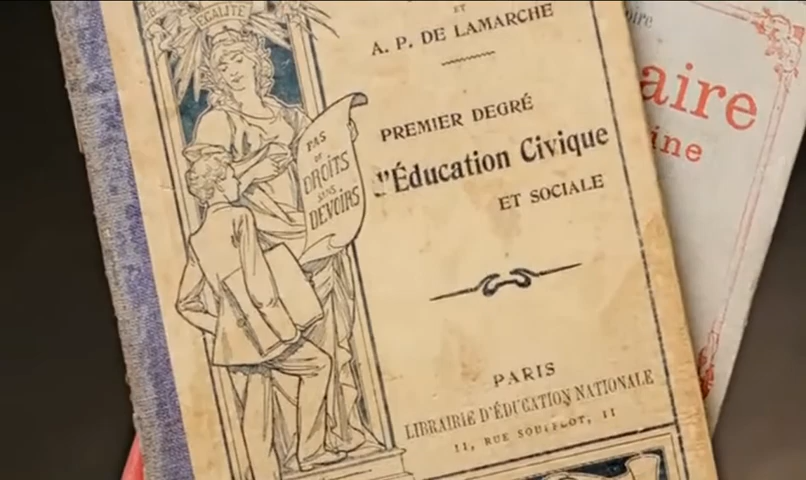 ÉGALITÉ
ET
A. P. DE LAMARCHE
PREMIER DEGRÉ
d'Éducation Civique
ET SOCIALE
PAS
DE
DROITS
SANS
DEVOIRS
PARIS
LIBRAIRIE D'ÉDUCATION NATIONALE
11, RUE SOUFFLOT, 11
oire
aire
ine